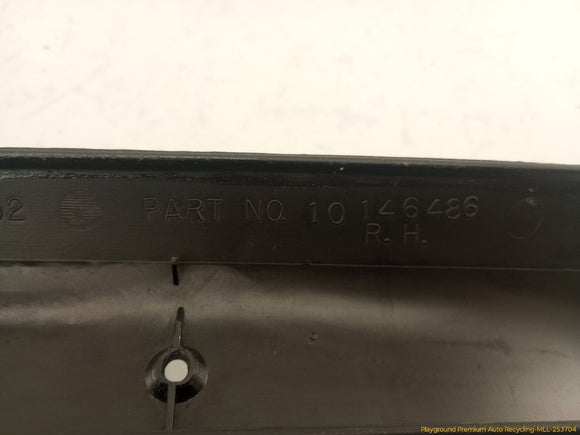 PART NO. 10 146486
R. H.
Playground Premium Auto Recycling-MLL-253704